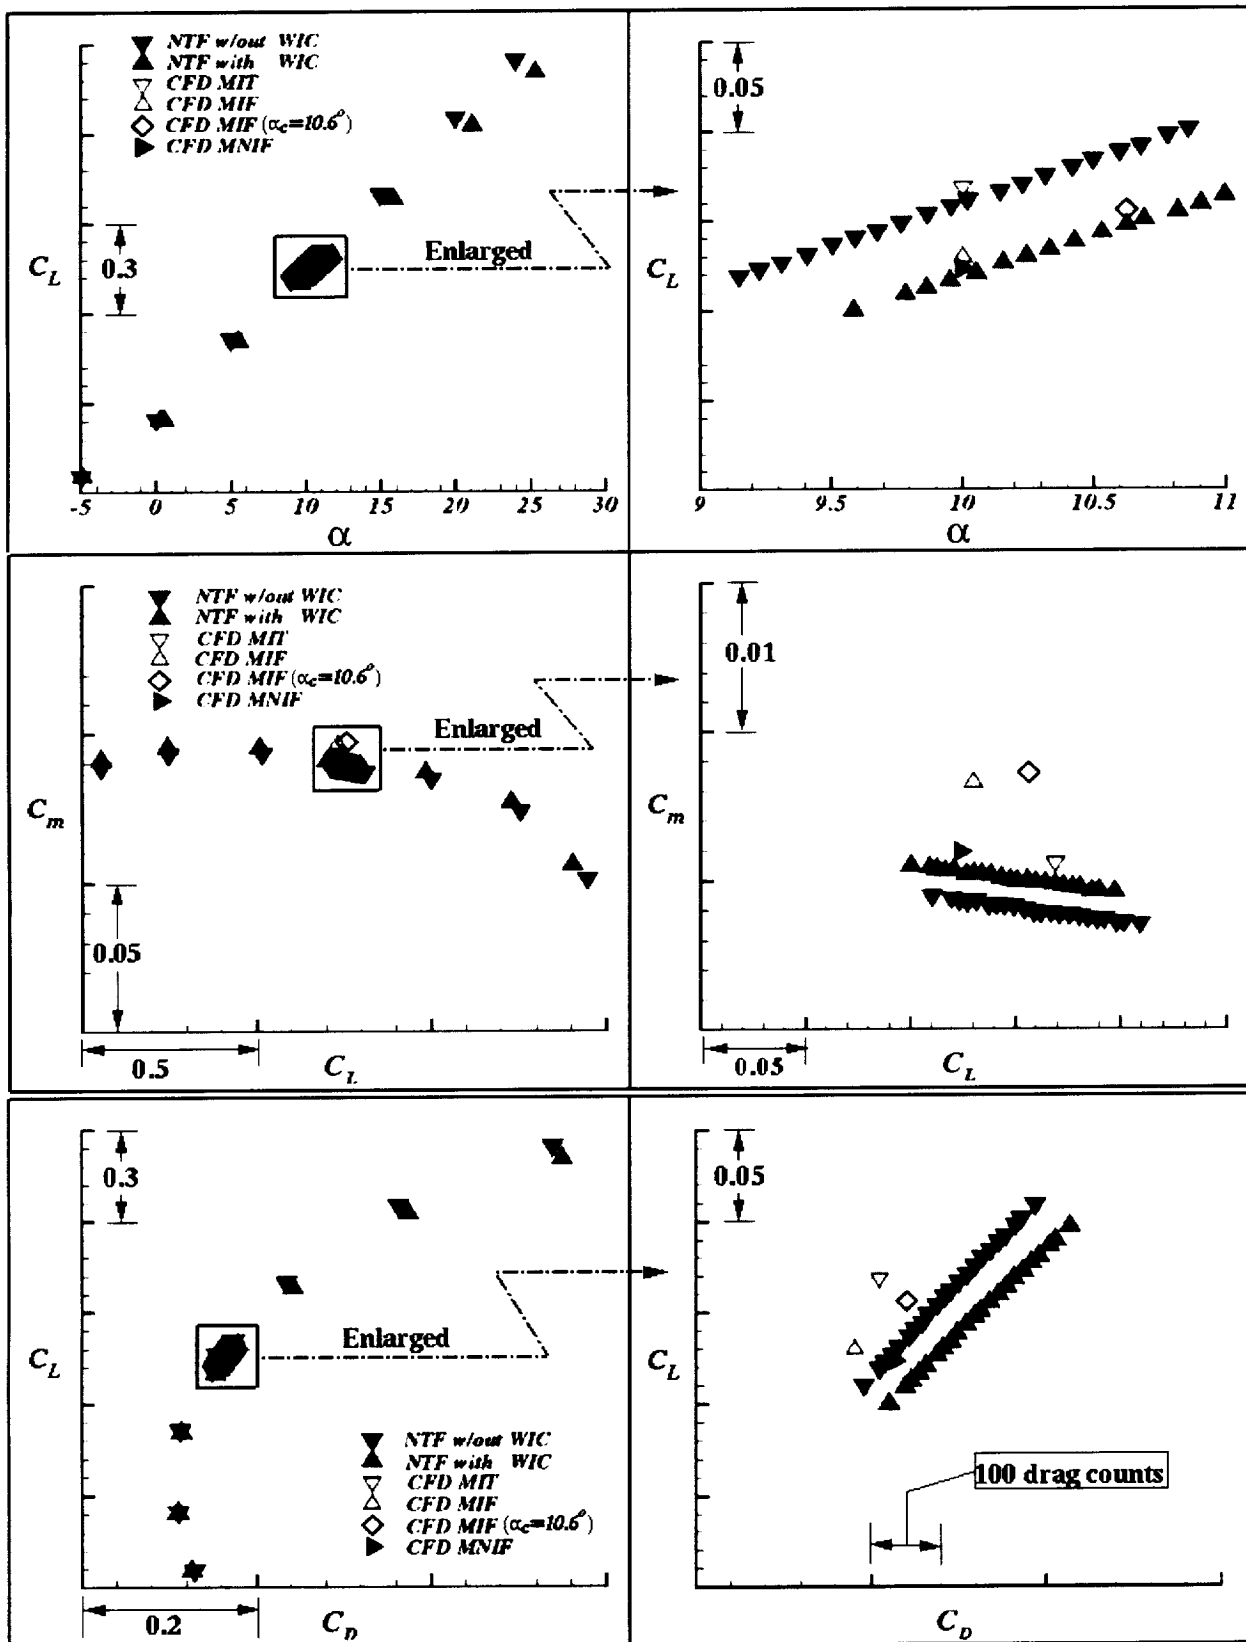 NTF w/out WIC
NTF with WIC
CFD MIT
CFD MIF
CFD MIF (αc=10.6°)
CFD MNIF
Enlarged
CL
0.3
-5 0 5 10 15 20 25 30
α
0.05
CL
9 9.5 10 10.5 11
α
NTF w/out WIC
NTF with WIC
CFD MIT
CFD MIF
CFD MIF (αc=10.6°)
CFD MNIF
Enlarged
Cm
0.05
0.5
CL
0.01
Cm
0.05
CL
0.3
Enlarged
CL
NTF w/out WIC
NTF with WIC
CFD MIT
CFD MIF
CFD MIF (αc=10.6°)
CFD MNIF
0.2
CD
0.05
CL
100 drag counts
CD